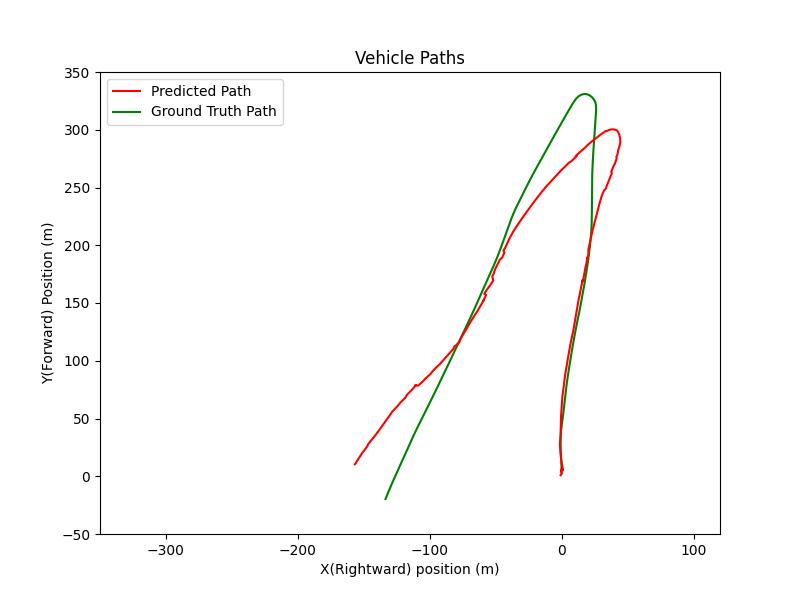 Vehicle Paths
Predicted Path
Ground Truth Path
350
300
250
200
150
100
50
0
−50
Y(Forward) Position (m)
−300
−200
−100
0
100
X(Rightward) position (m)